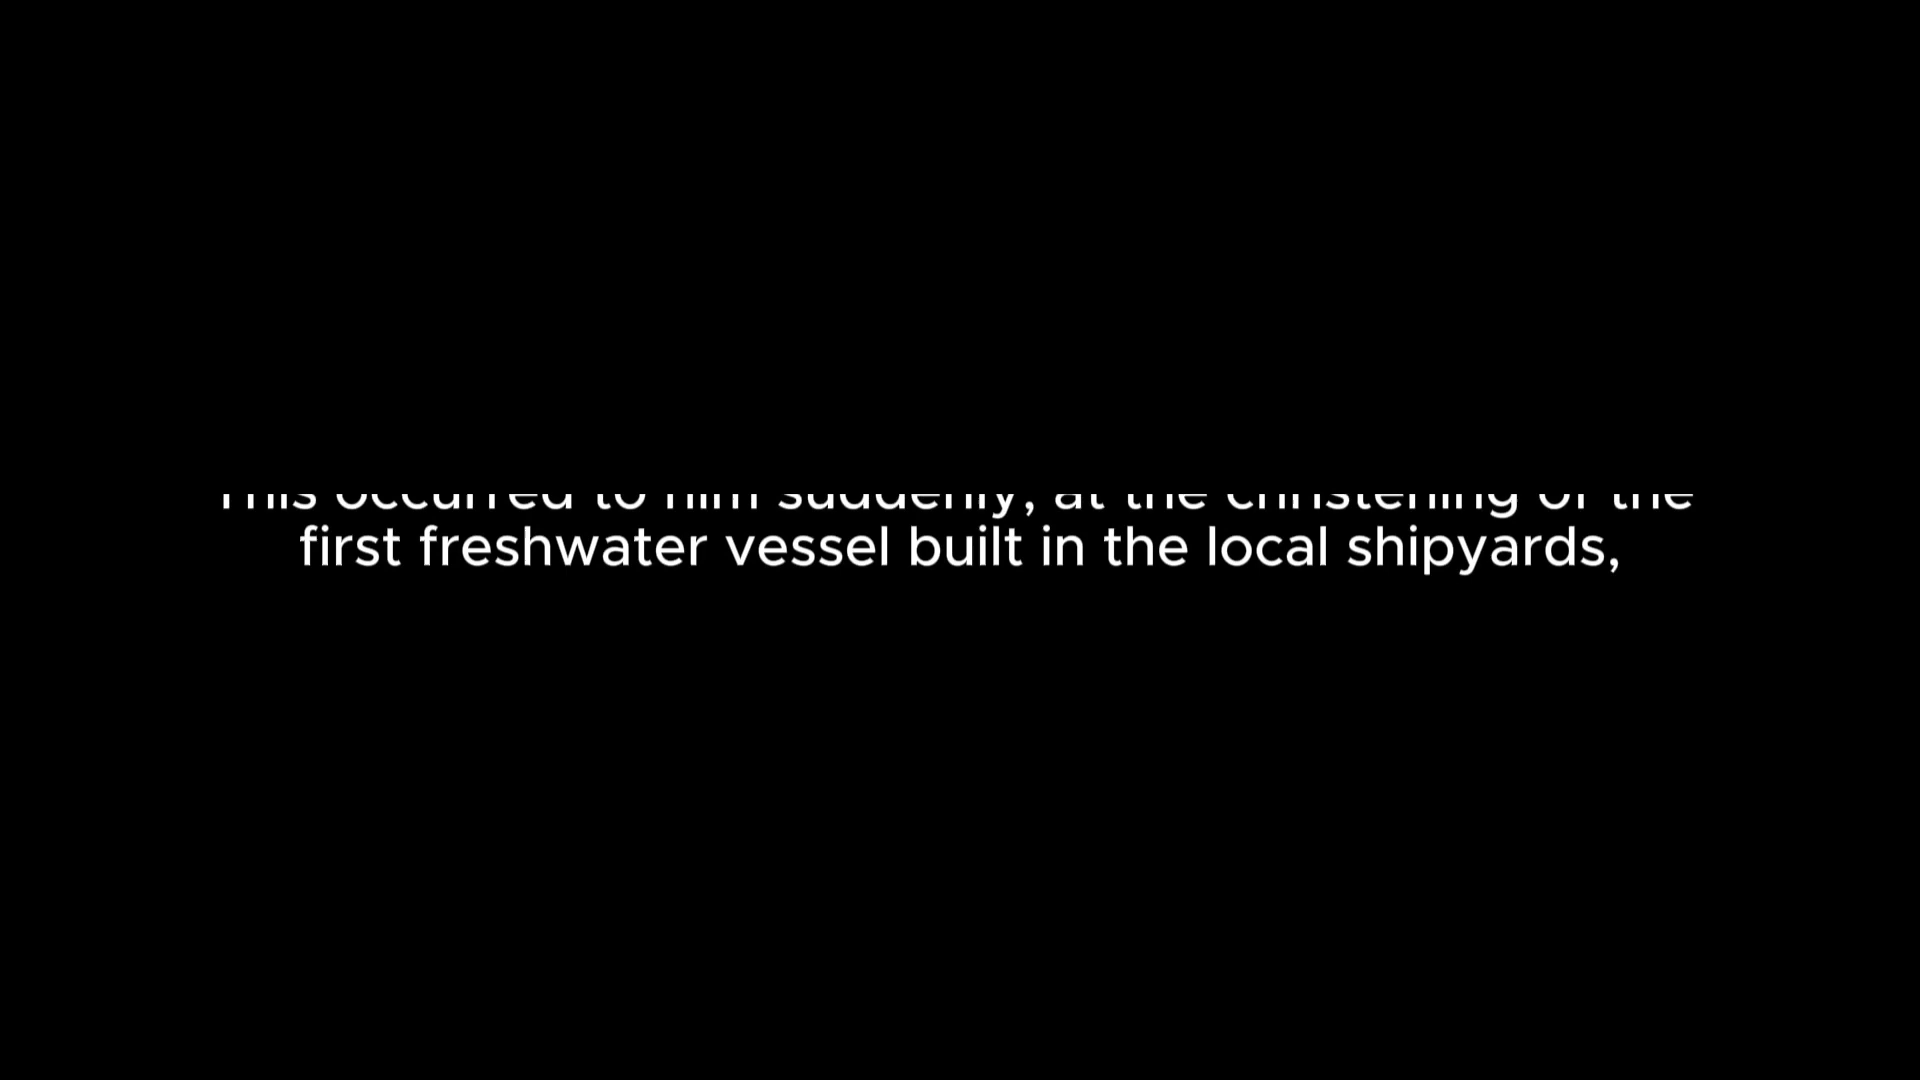 This occurred to him suddenly, at the christening of the
first freshwater vessel built in the local shipyards,